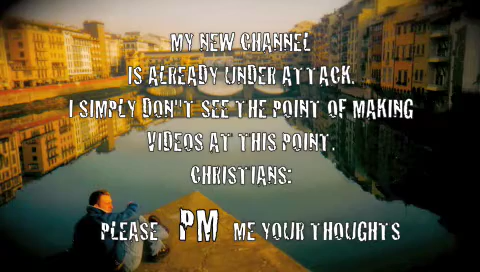 MY NEW CHANNEL
IS ALREADY UNDER ATTACK.
I SIMPLY DON"T SEE THE POINT OF MAKING
VIDEOS AT THIS POINT.
CHRISTIANS:
PLEASE PM ME YOUR THOUGHTS